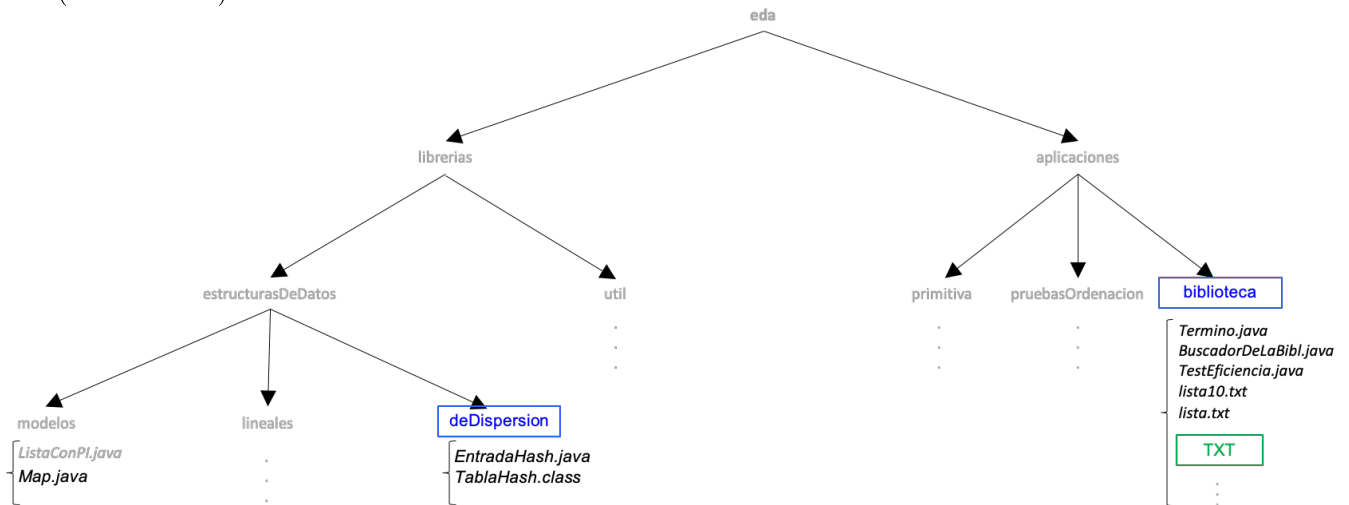 eda
librerias
aplicaciones
estructurasDeDatos
util
primitiva
pruebasOrdenacion
biblioteca
Termino.java
BuscadorDeLaBibl.java
TestEficiencia.java
lista10.txt
lista.txt
TXT
modelos
lineales
deDispersion
ListaConPI.java
Map.java
EntradaHash.java
TablaHash.class